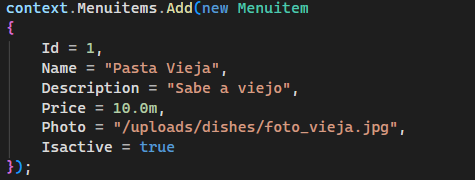 context.Menuitems.Add(new Menuitem
{
    Id = 1,
    Name = "Pasta Vieja",
    Description = "Sabe a viejo",
    Price = 10.0m,
    Photo = "/uploads/dishes/foto_vieja.jpg",
    Isactive = true
});